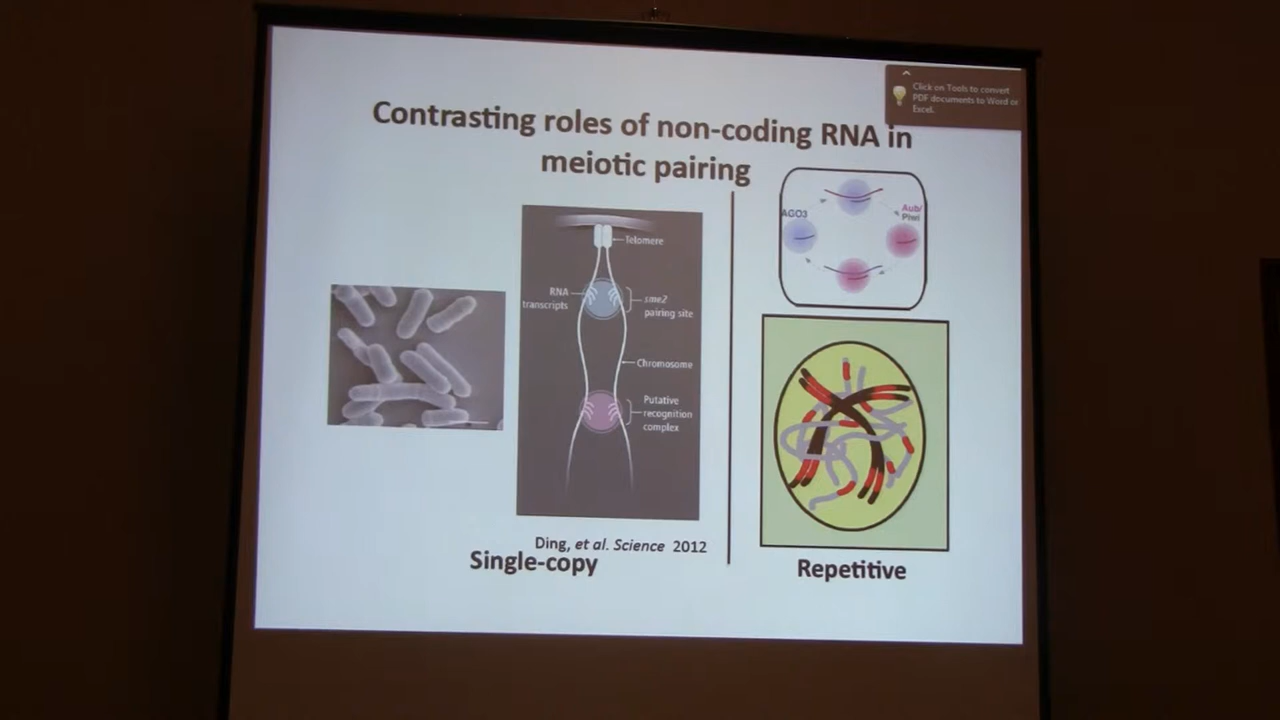 Click on Tools to convert
PDF documents to Word or
Excel.
Contrasting roles of non-coding RNA in
meiotic pairing
AGO3
Aub/
Piwi
Telomere
RNA
transcripts
sme2
pairing site
Chromosome
Putative
recognition
complex
Ding, et al. Science 2012
Single-copy
Repetitive